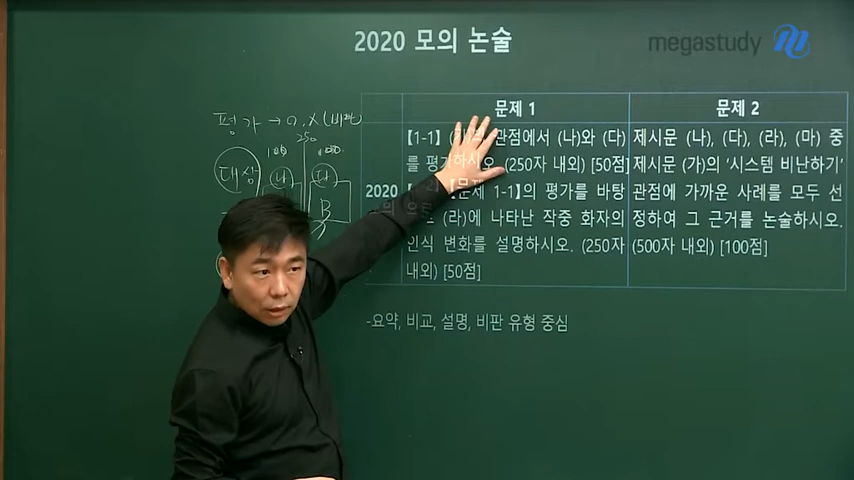 2020 모의 논술
megastudy
문제 1
문제 2
【1-1】 (가)의 관점에서 (나)와 (다)
를 평가하시오. (250자 내외) [50점]
【문제 1-1】의 평가를 바탕
(라)에 나타난 작중 화자의
인식 변화를 설명하시오. (250자
내외) [50점]
제시문 (나), (다), (라), (마) 중
제시문 (가)의 '시스템 비난하기'
관점에 가까운 사례를 모두 선
정하여 그 근거를 논술하시오.
(500자 내외) [100점]
2020
-요약, 비교, 설명, 비판 유형 중심
평가 →
250
대상
나
다
B